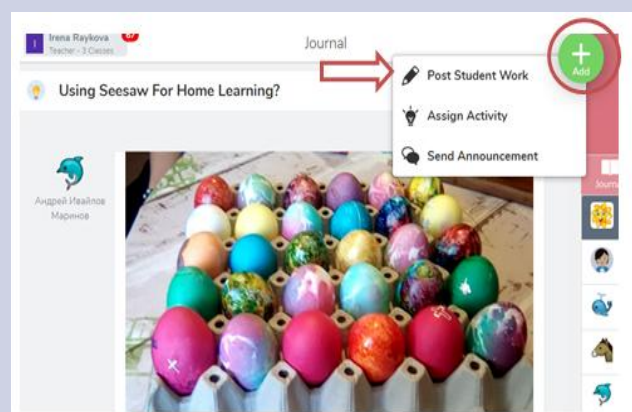 I
Irena Raykova
Teacher - 3 Classes
67
Journal
Add
Post Student Work
Assign Activity
Send Announcement
Using Seesaw For Home Learning?
Андрей Ивайлов
Маринов